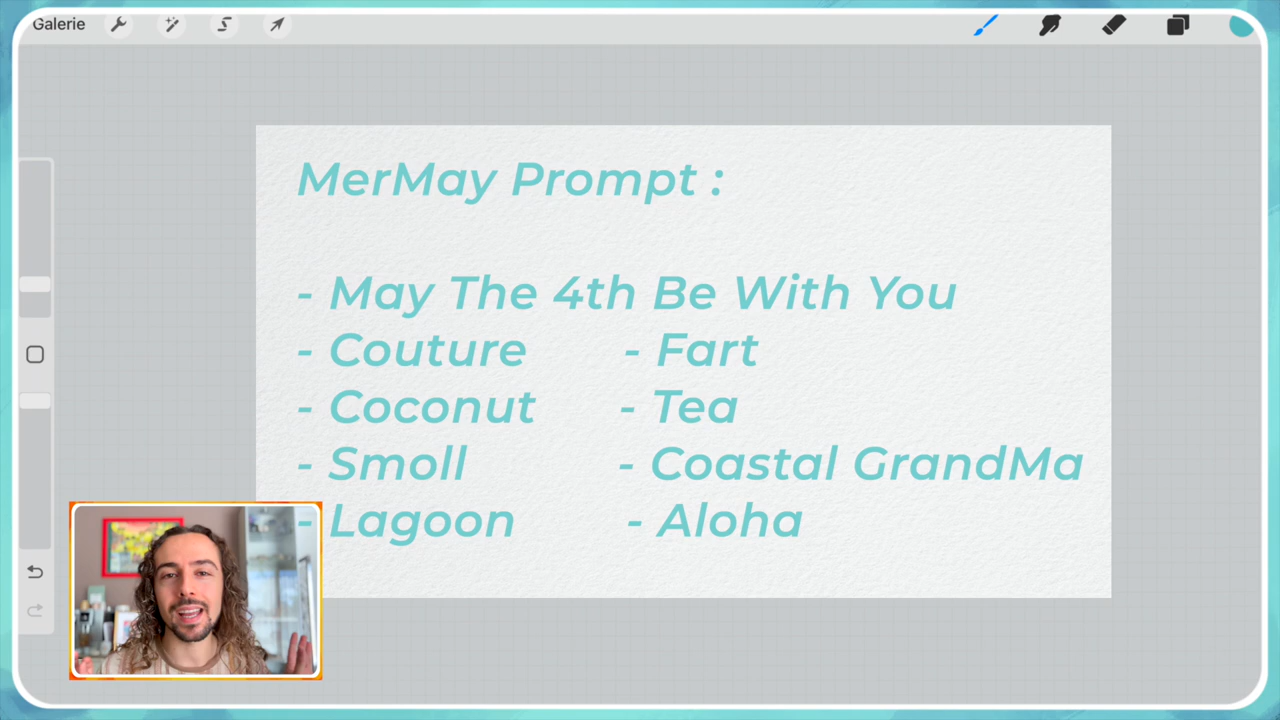 Galerie
MerMay Prompt :
- May The 4th Be With You
- Couture - Fart
- Coconut - Tea
- Smoll - Coastal GrandMa
- Lagoon - Aloha